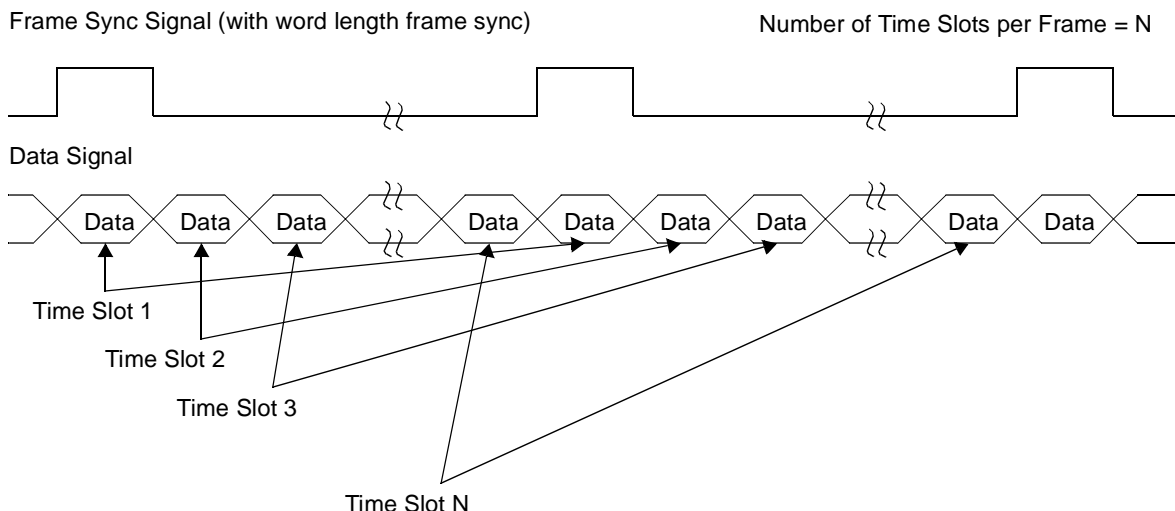 Frame Sync Signal (with word length frame sync)
Number of Time Slots per Frame = N
Data Signal
Data Data Data Data Data Data Data Data Data
Time Slot 1
Time Slot 2
Time Slot 3
Time Slot N